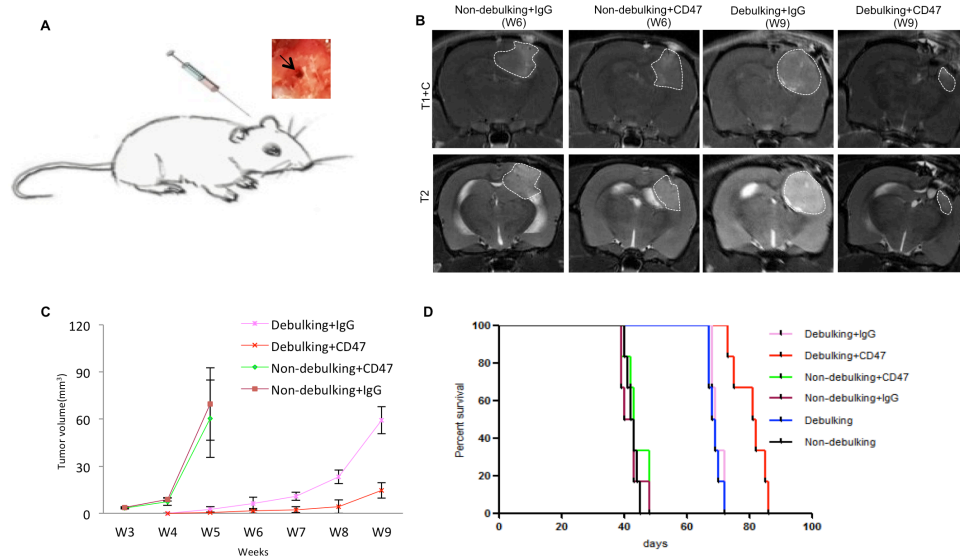 A
B
Non-debulking+IgG
(W6)
Non-debulking+CD47
(W6)
Debulking+IgG
(W9)
Debulking+CD47
(W9)
T1+C
T2
C
Tumor volume(mm³)
120
90
60
30
0
W3 W4 W5 W6 W7 W8 W9
Weeks
Debulking+IgG
Debulking+CD47
Non-debulking+CD47
Non-debulking+IgG
D
Percent survival
100
80
60
40
20
0
0 20 40 60 80 100
days
Debulking+IgG
Debulking+CD47
Non-debulking+CD47
Non-debulking+IgG
Debulking
Non-debulking